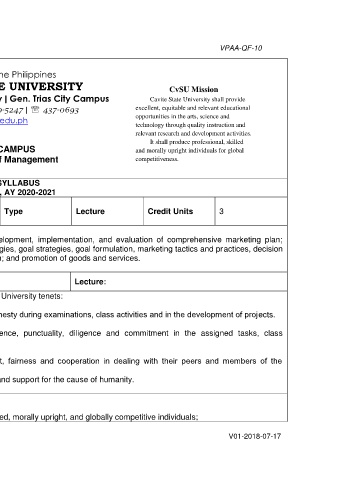 VPAA-QF-10
he Philippines
E UNIVERSITY
y | Gen. Trias City Campus
0-5247 | ☏ 437-0693
edu.ph
CvSU Mission
Cavite State University shall provide
excellent, equitable and relevant educational
opportunities in the arts, science and
technology through quality instruction and
relevant research and development activities.
It shall produce professional, skilled
and morally upright individuals for global
competitiveness.
CAMPUS
f Management
SYLLABUS
, AY 2020-2021
Type Lecture Credit Units 3
elopment, implementation, and evaluation of comprehensive marketing plan;
gies, goal strategies, goal formulation, marketing tactics and practices, decision
n; and promotion of goods and services.
Lecture:
University tenets:
nesty during examinations, class activities and in the development of projects.
ence, punctuality, diligence and commitment in the assigned tasks, class
t, fairness and cooperation in dealing with their peers and members of the
and support for the cause of humanity.
ed, morally upright, and globally competitive individuals;
V01-2018-07-17